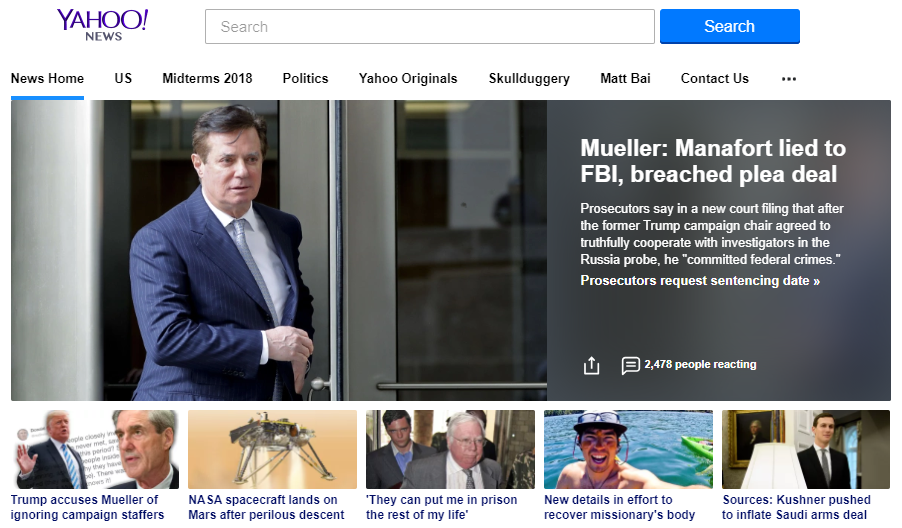 YAHOO!
NEWS
Search
Search
News Home
US
Midterms 2018
Politics
Yahoo Originals
Skullduggery
Matt Bai
Contact Us
•••
Mueller: Manafort lied to
FBI, breached plea deal
Prosecutors say in a new court filing that after
the former Trump campaign chair agreed to
truthfully cooperate with investigators in the
Russia probe, he "committed federal crimes."
Prosecutors request sentencing date »
2,478 people reacting
Trump accuses Mueller of
ignoring campaign staffers
NASA spacecraft lands on
Mars after perilous descent
'They can put me in prison
the rest of my life'
New details in effort to
recover missionary's body
Sources: Kushner pushed
to inflate Saudi arms deal